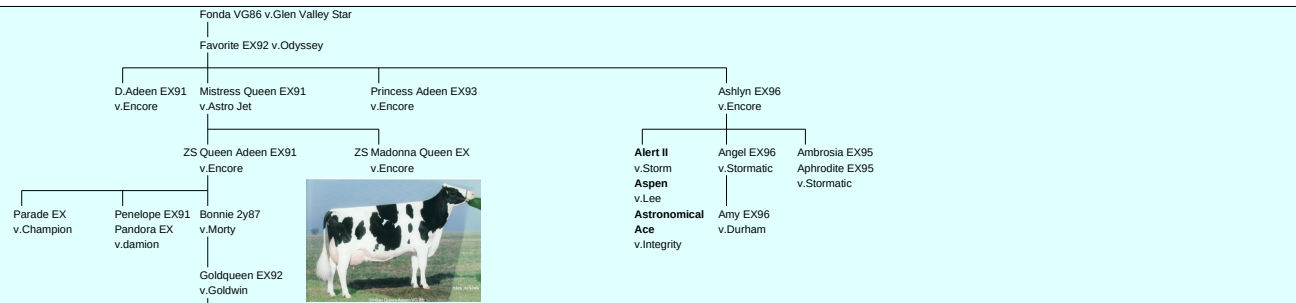 Fonda VG86 v.Glen Valley Star
Favorite EX92 v.Odyssey
D.Adeen EX91
v.Encore
Mistress Queen EX91
v.Astro Jet
Princess Adeen EX93
v.Encore
Ashlyn EX96
v.Encore
ZS Queen Adeen EX91
v.Encore
ZS Madonna Queen EX
v.Encore
Alert II
v.Storm
Aspen
v.Lee
Astronomical
Ace
v.Integrity
Angel EX96
v.Stormatic
Ambrosia EX95
Aphrodite EX95
v.Stormatic
Parade EX
v.Champion
Penelope EX91
Pandora EX
v.damion
Bonnie 2y87
v.Morty
Amy EX96
v.Durham
Goldqueen EX92
v.Goldwin